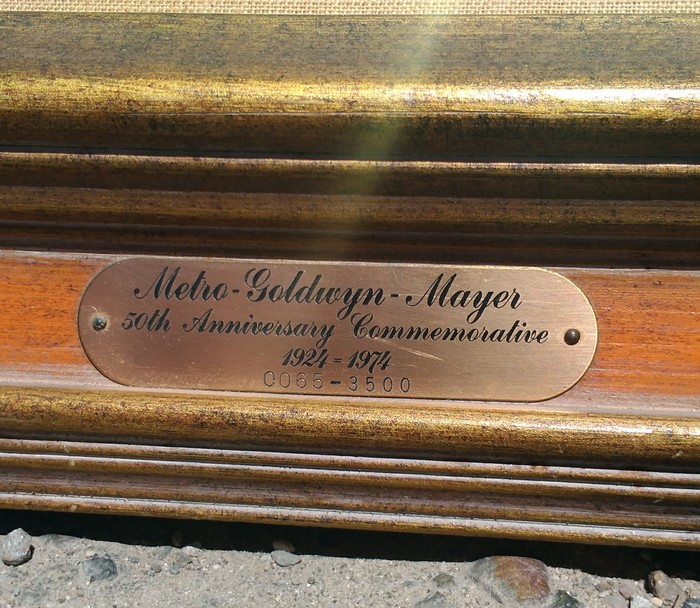 Metro-Goldwyn-Mayer
50th Anniversary Commemorative
1924-1974
0065-3500